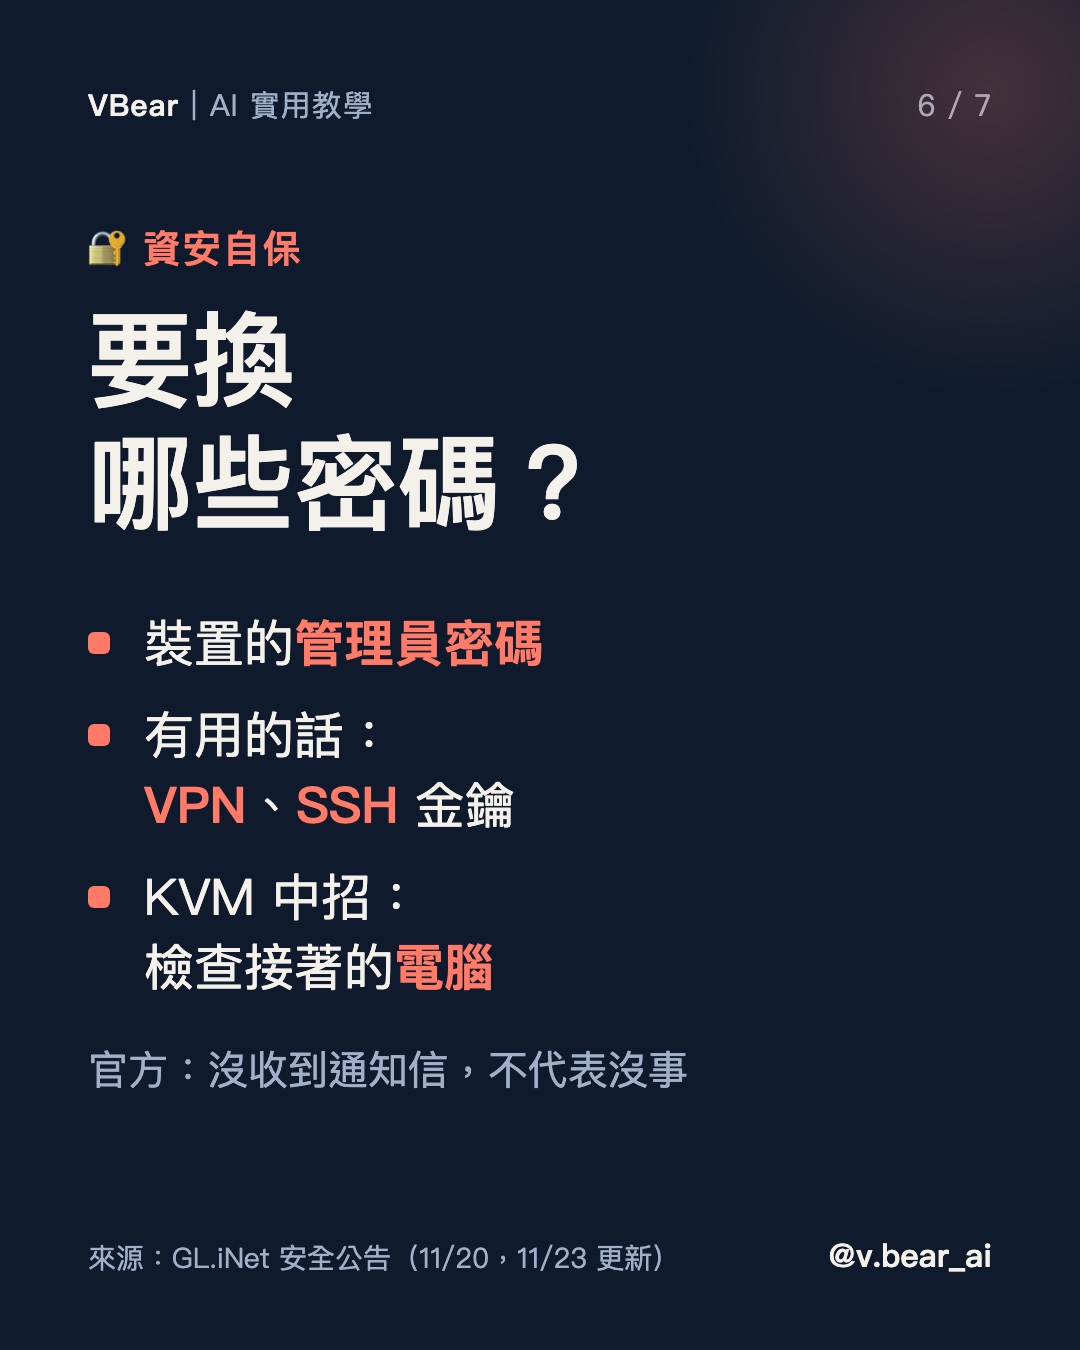 VBear | AI 實用教學
6 / 7
🔐 資安自保
要換
哪些密碼？
裝置的管理員密碼
有用的話：
VPN、SSH 金鑰
KVM 中招：
檢查接著的電腦
官方：沒收到通知信，不代表沒事
來源：GL.iNet 安全公告（11/20，11/23 更新）
@v.bear_ai